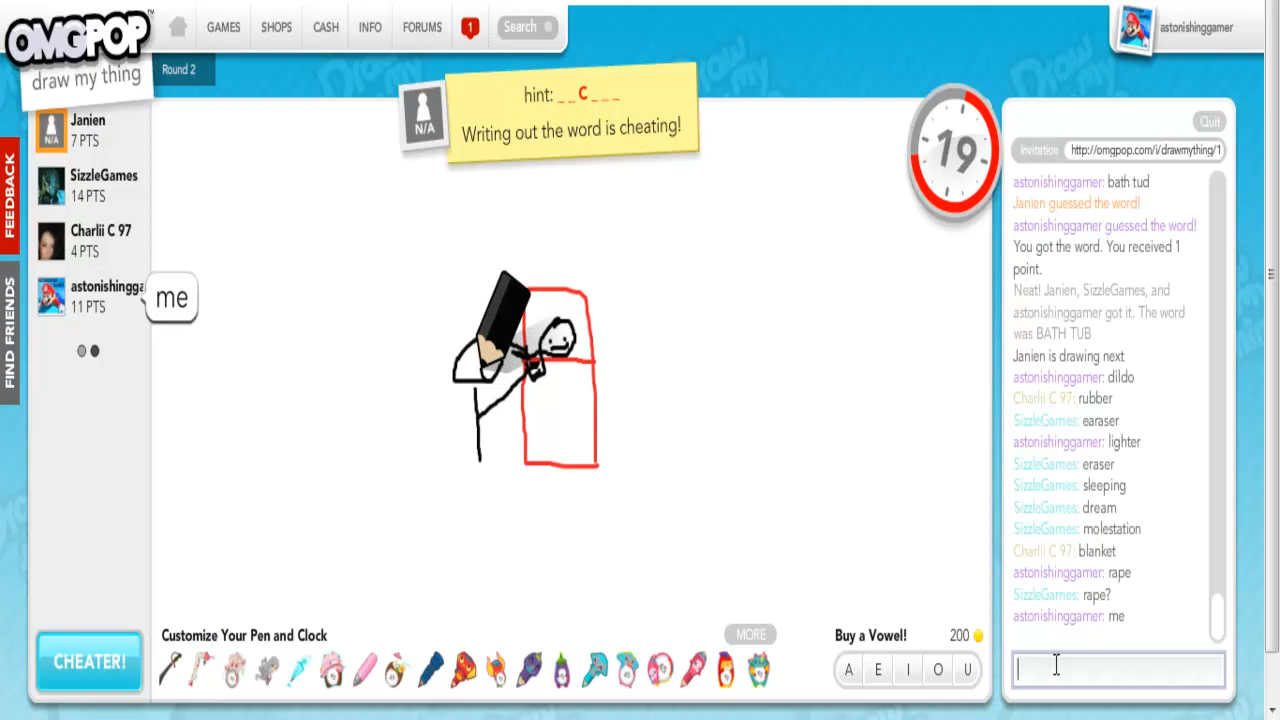 OMGPOP™
draw my thing
GAMES
SHOPS
CASH
INFO
FORUMS
1
Search
astonishinggamer
Round 2
FEEDBACK
FIND FRIENDS
N/A
Janien
7 PTS
SizzleGames
14 PTS
Charlii C 97
4 PTS
astonishingga
11 PTS
me
CHEATER!
N/A
hint: _ _ C _ _ _
Writing out the word is cheating!
19
Customize Your Pen and Clock
MORE
Buy a Vowel!
200
A E I O U
Quit
Invitation http://omgpop.com/i/drawmything/1
astonishinggamer: bath tud
Janien guessed the word!
astonishinggamer guessed the word!
You got the word. You received 1
point.
Neat! Janien, SizzleGames, and
astonishinggamer got it. The word
was BATH TUB
Janien is drawing next
astonishinggamer: dildo
Charlii C 97: rubber
SizzleGames: earaser
astonishinggamer: lighter
SizzleGames: eraser
SizzleGames: sleeping
SizzleGames: dream
SizzleGames: molestation
Charlii C 97: blanket
astonishinggamer: rape
SizzleGames: rape?
astonishinggamer: me